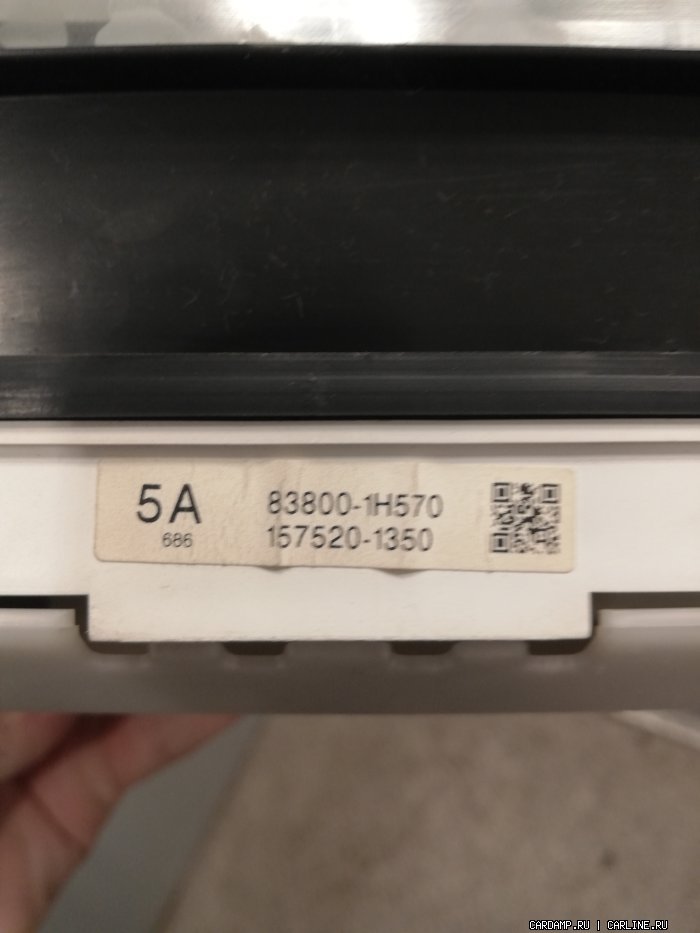 5A
686
83800-1H570
157520-1350
CARDAMP.RU | CARLINE.RU